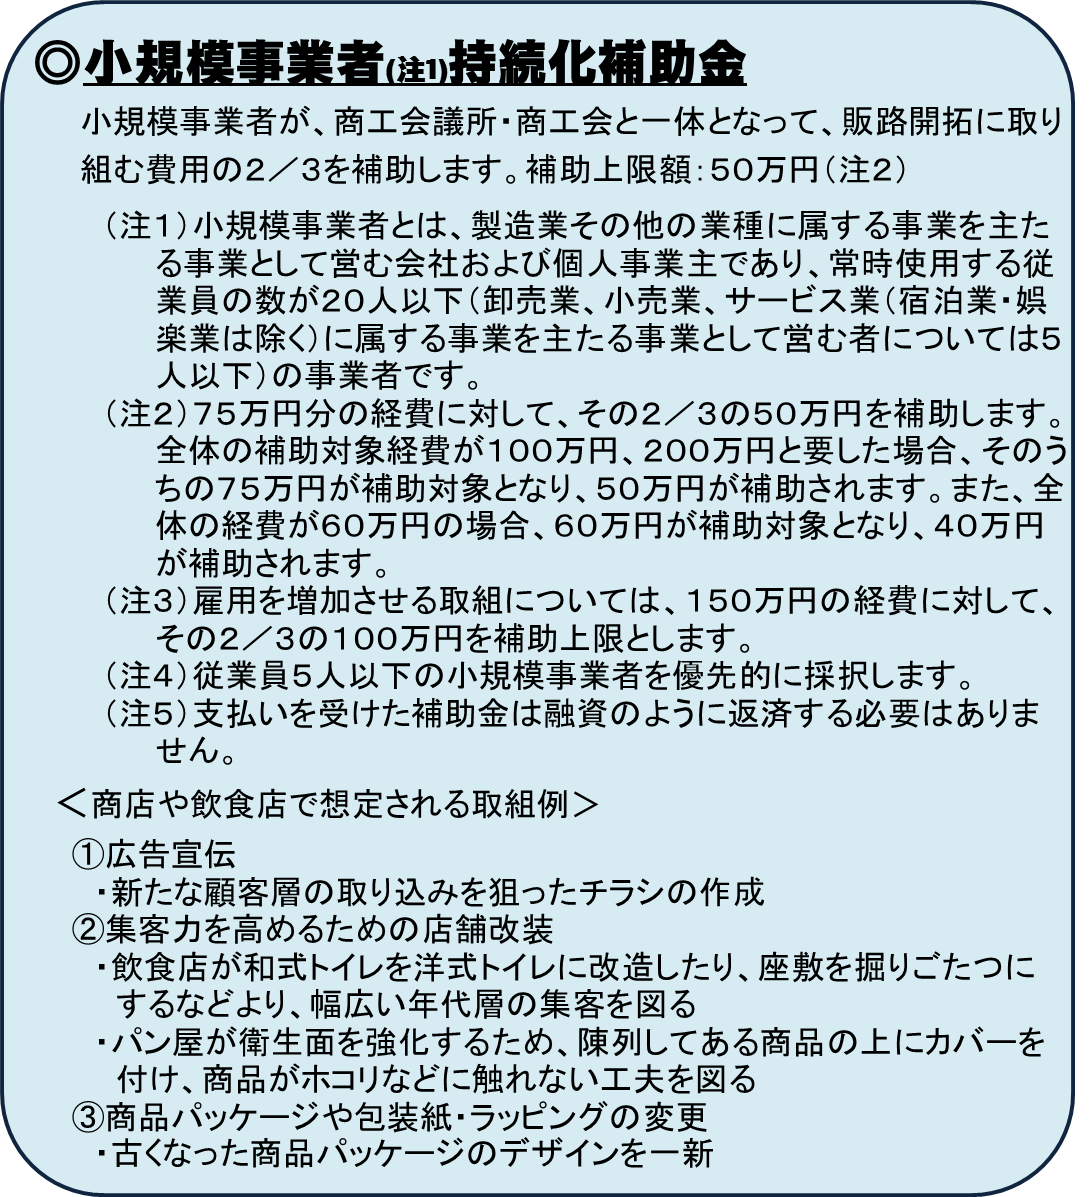 ◎小規模事業者(注1)持続化補助金
小規模事業者が、商工会議所・商工会と一体となって、販路開拓に取り
組む費用の２／３を補助します。補助上限額：５０万円（注２）
（注１）小規模事業者とは、製造業その他の業種に属する事業を主た
る事業として営む会社および個人事業主であり、常時使用する従
業員の数が２０人以下（卸売業、小売業、サービス業（宿泊業・娯
楽業は除く）に属する事業を主たる事業として営む者については５
人以下）の事業者です。
（注２）７５万円分の経費に対して、その２／３の５０万円を補助します。
全体の補助対象経費が１００万円、２００万円と要した場合、そのう
ちの７５万円が補助対象となり、５０万円が補助されます。また、全
体の経費が６０万円の場合、６０万円が補助対象となり、４０万円
が補助されます。
（注３）雇用を増加させる取組については、１５０万円の経費に対して、
その２／３の１００万円を補助上限とします。
（注４）従業員５人以下の小規模事業者を優先的に採択します。
（注５）支払いを受けた補助金は融資のように返済する必要はありま
せん。
＜商店や飲食店で想定される取組例＞
①広告宣伝
・新たな顧客層の取り込みを狙ったチラシの作成
②集客力を高めるための店舗改装
・飲食店が和式トイレを洋式トイレに改造したり、座敷を掘りごたつに
するなどより、幅広い年代層の集客を図る
・パン屋が衛生面を強化するため、陳列してある商品の上にカバーを
付け、商品がホコリなどに触れない工夫を図る
③商品パッケージや包装紙・ラッピングの変更
・古くなった商品パッケージのデザインを一新